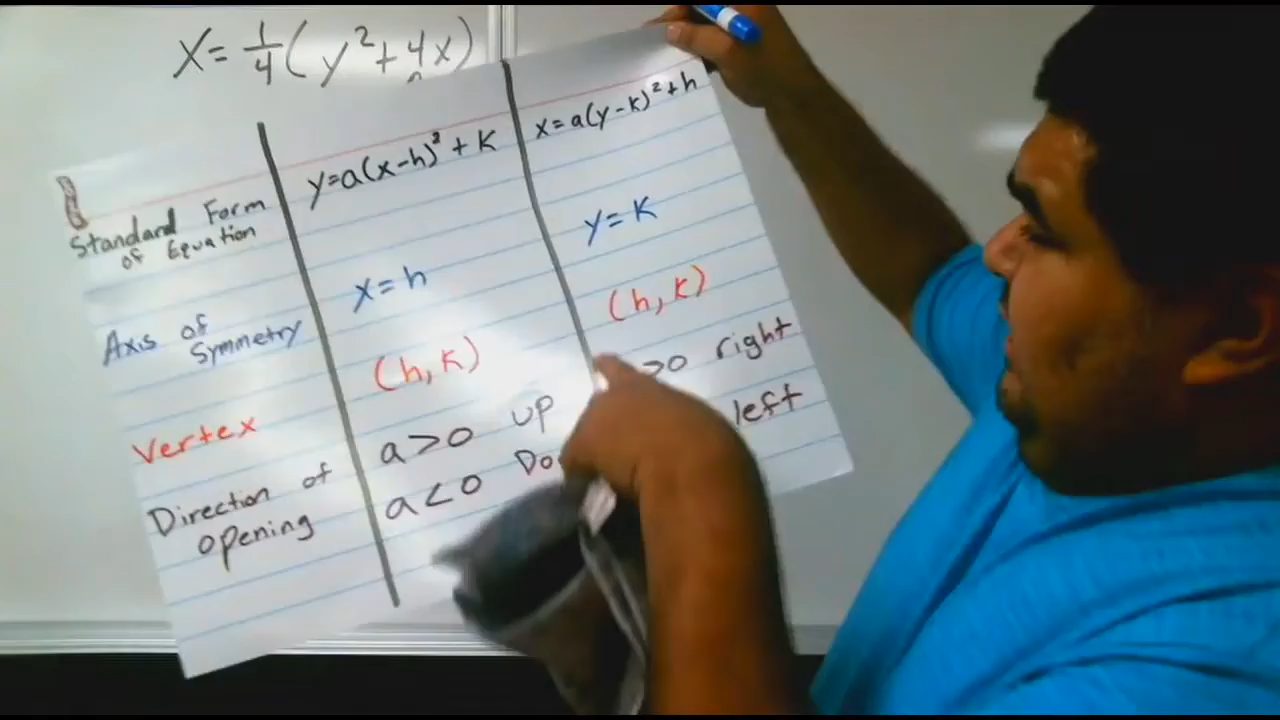 x = 1/4 ( y² + 4x )
y=a(x-h)² + k
x=a(y-k)² + h
Standard Form
of Equation
y = k
x = h
Axis of
Symmetry
(h, k)
(h, k)
>0 right
Vertex
a > 0 up
left
Direction of
opening
a < 0